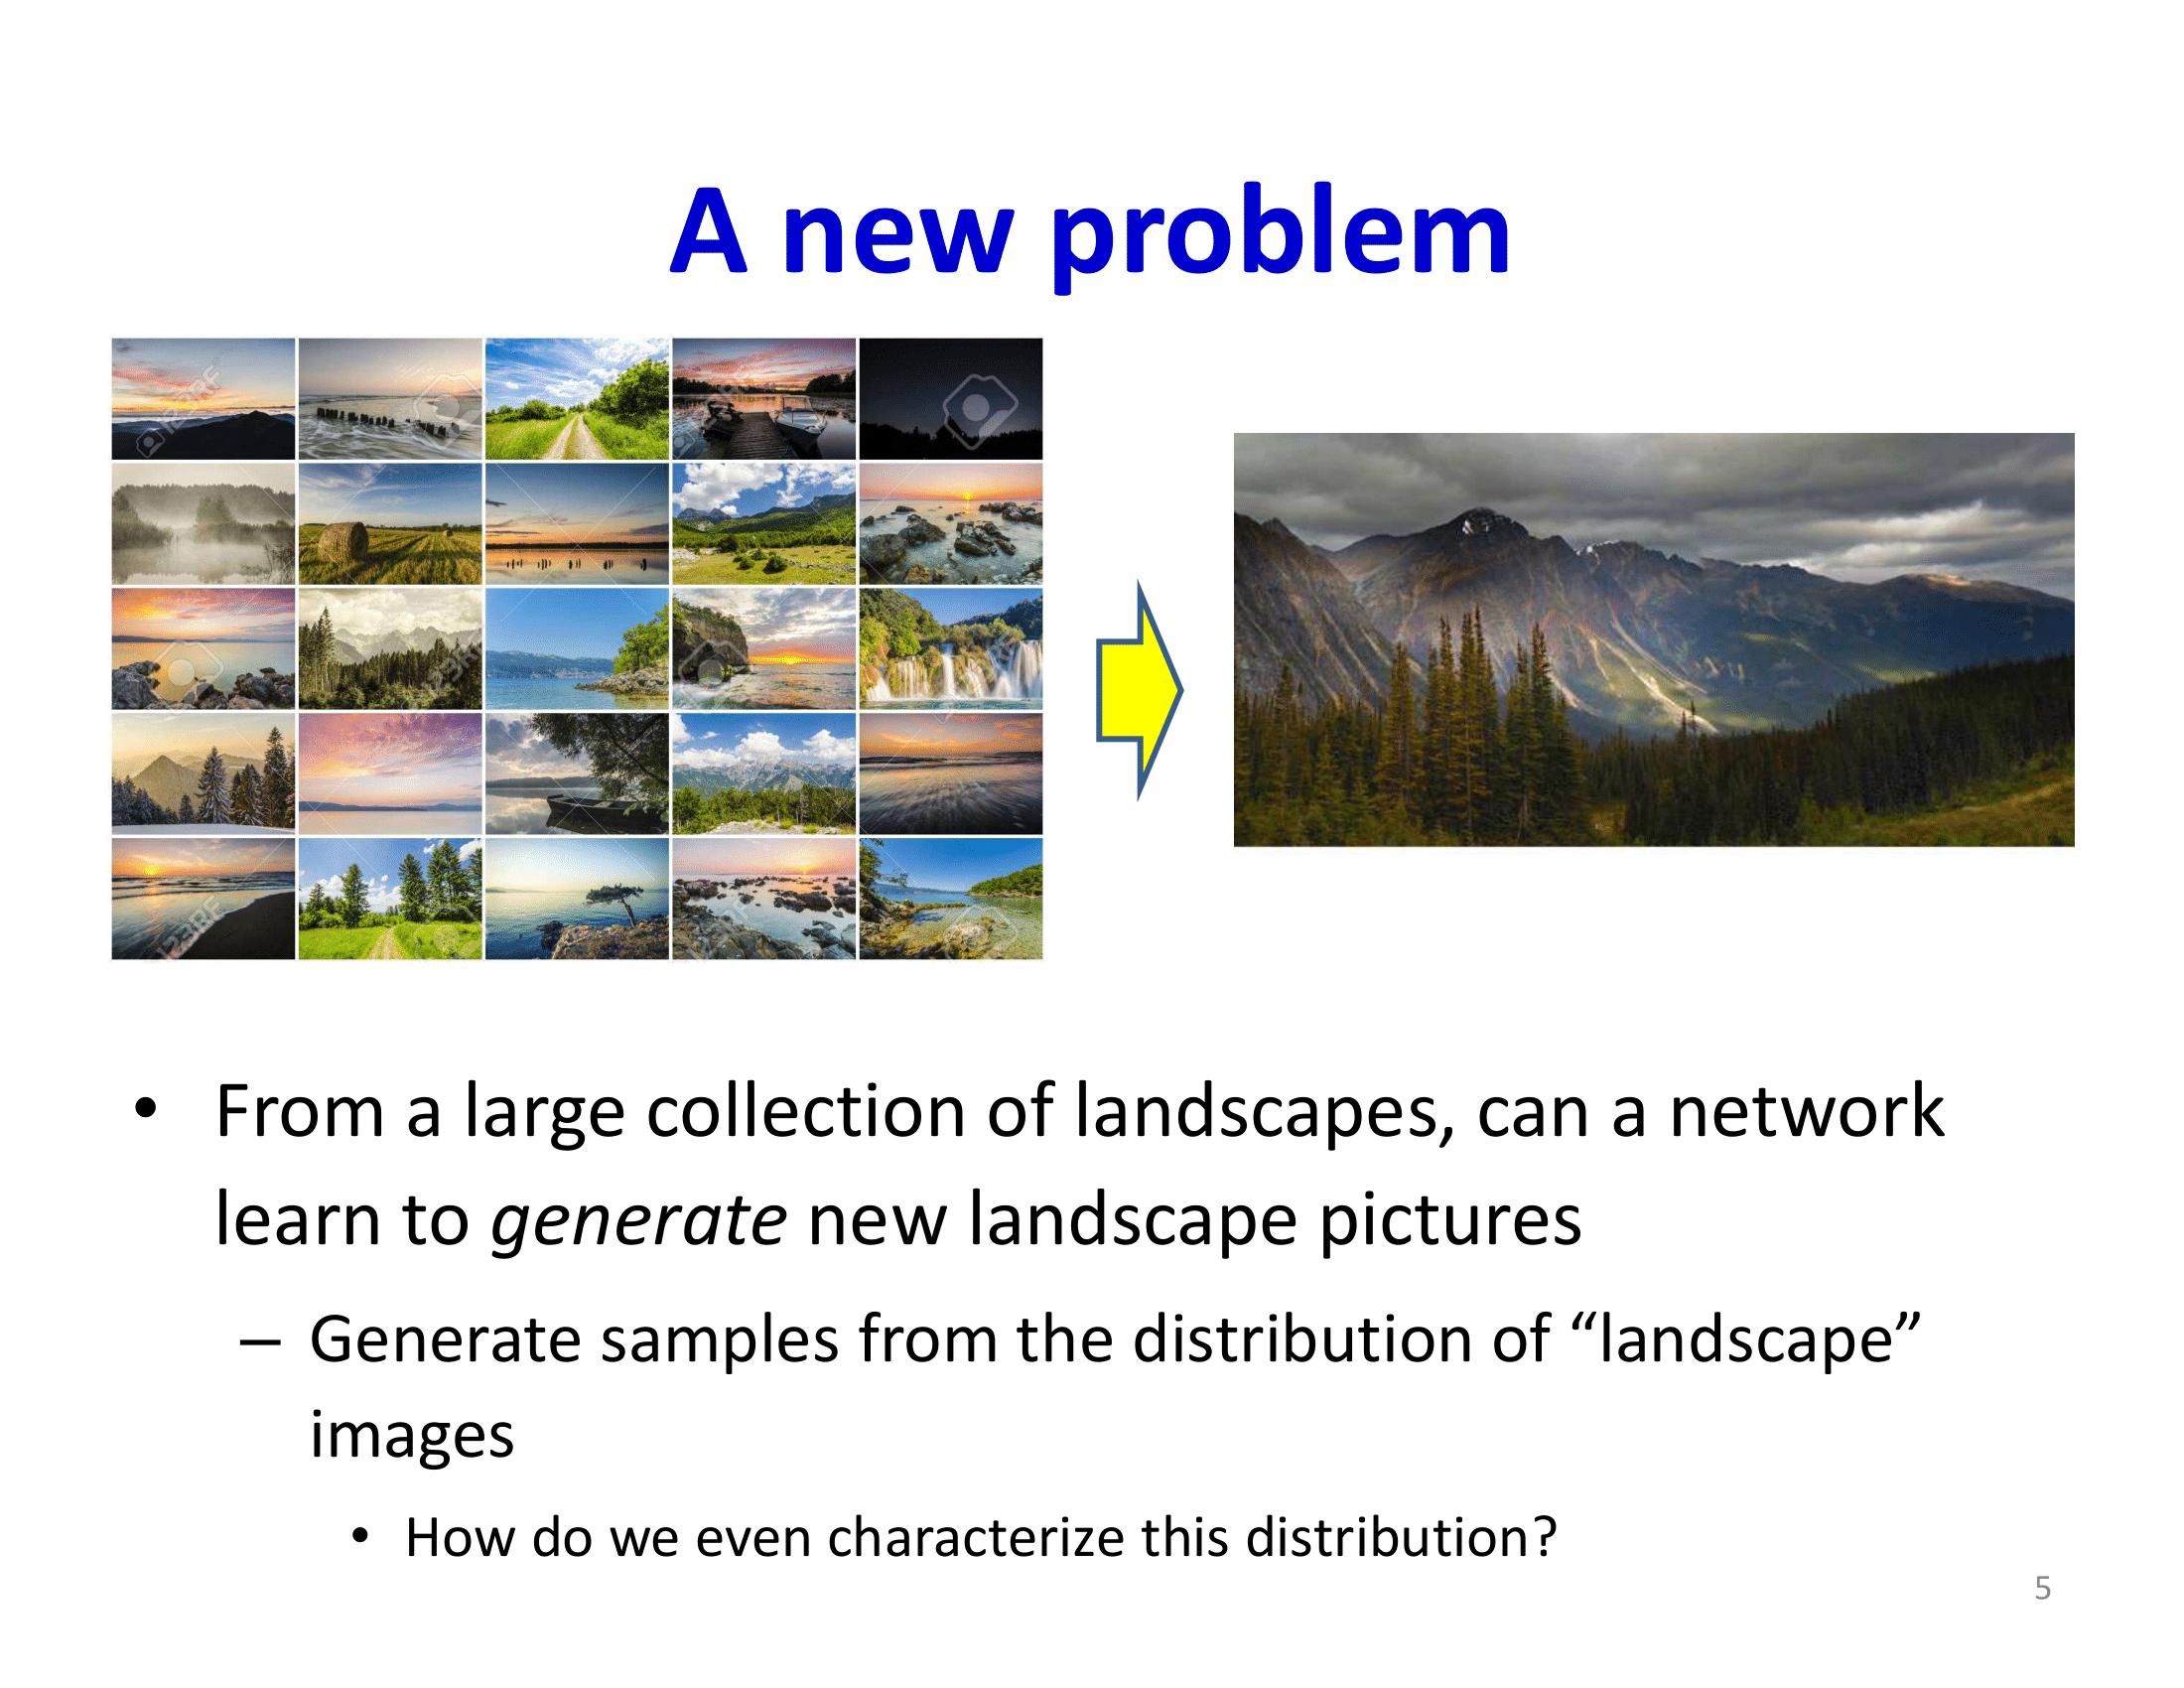 A new problem
• From a large collection of landscapes, can a network
learn to generate new landscape pictures
– Generate samples from the distribution of “landscape”
images
• How do we even characterize this distribution?
5